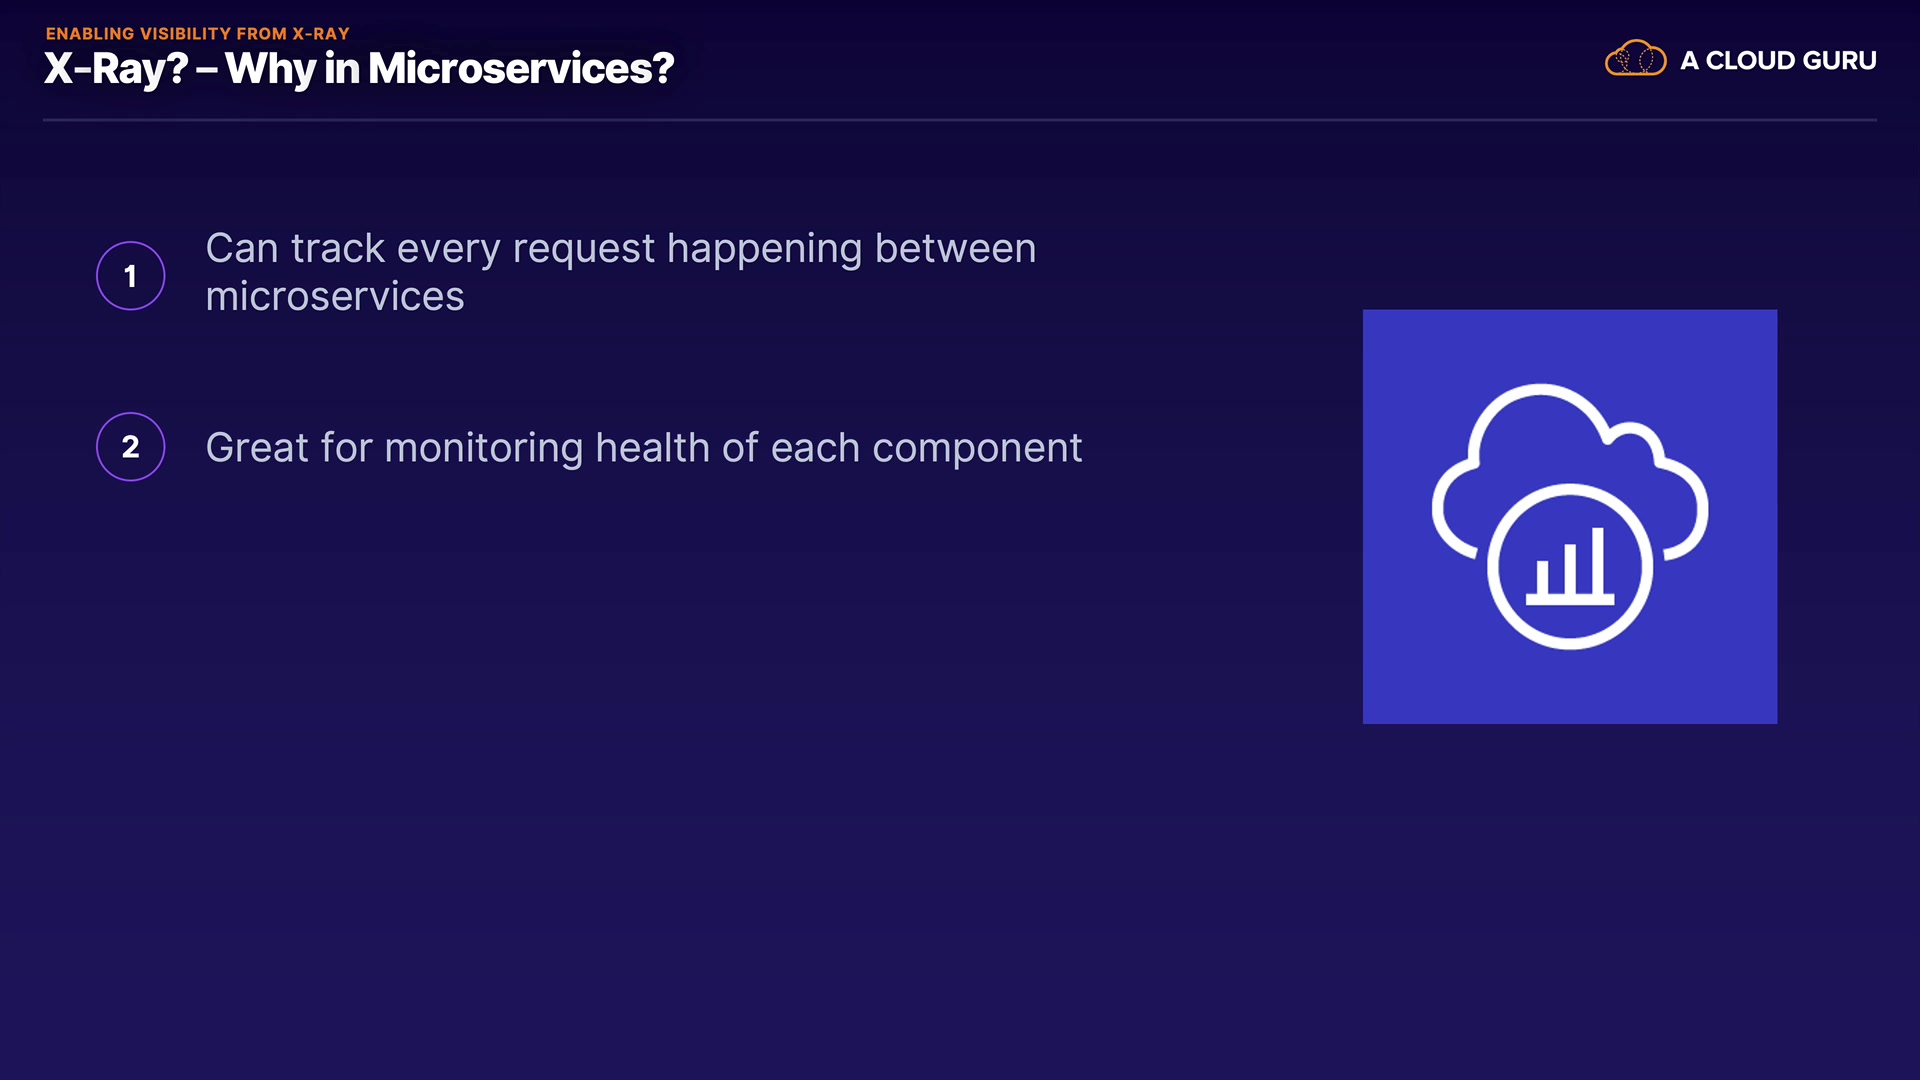 ENABLING VISIBILITY FROM X-RAY
X-Ray? – Why in Microservices?
A CLOUD GURU
1
Can track every request happening between
microservices
2
Great for monitoring health of each component